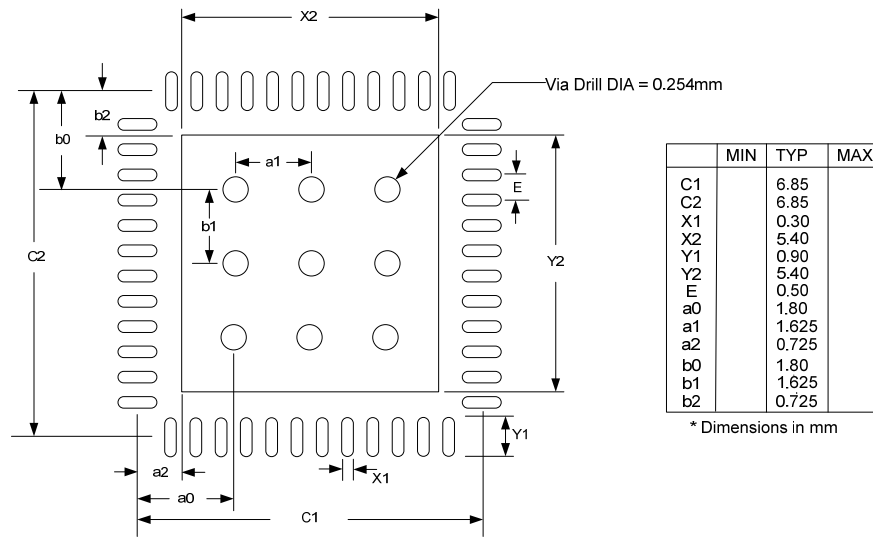 X2
Via Drill DIA = 0.254mm
b2
b0
a1
E
b1
C2
Y2
Y1
X1
a2
a0
C1
MIN TYP MAX
C1 6.85
C2 6.85
X1 0.30
X2 5.40
Y1 0.90
Y2 5.40
E 0.50
a0 1.80
a1 1.625
a2 0.725
b0 1.80
b1 1.625
b2 0.725
* Dimensions in mm